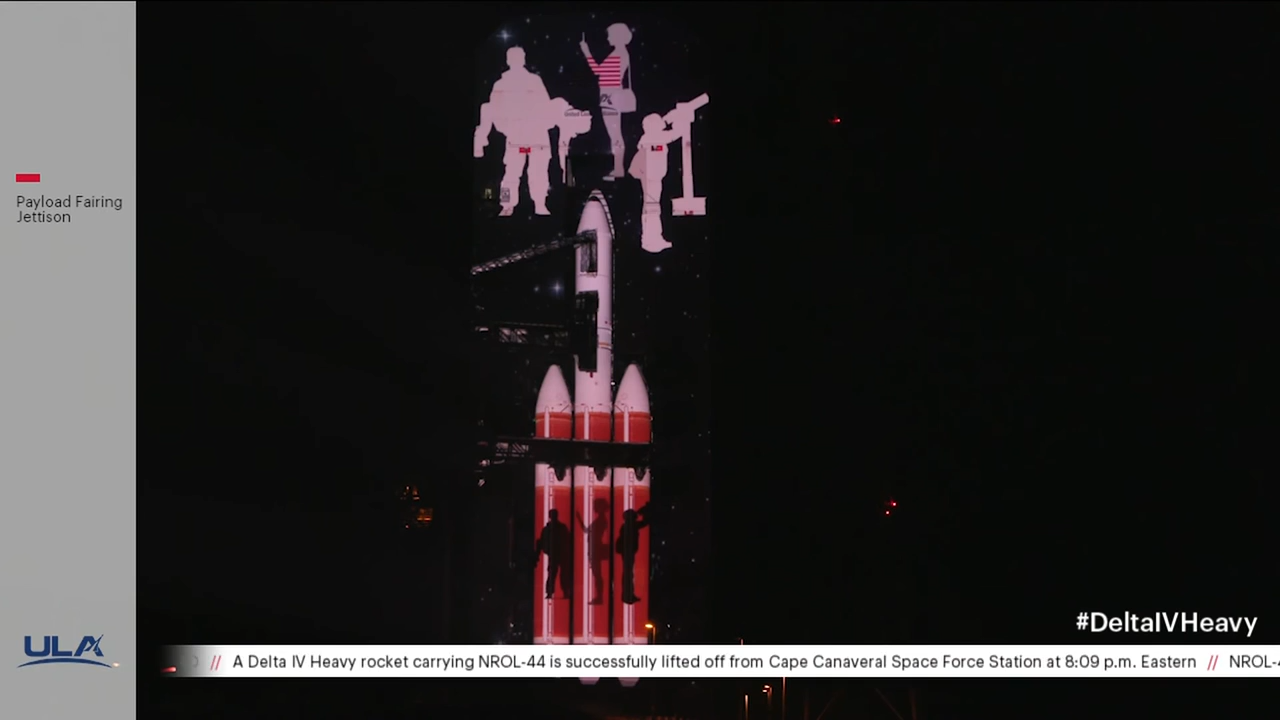 Payload Fairing
Jettison
ULA
#DeltaIVHeavy
// A Delta IV Heavy rocket carrying NROL-44 is successfully lifted off from Cape Canaveral Space Force Station at 8:09 p.m. Eastern // NROL-